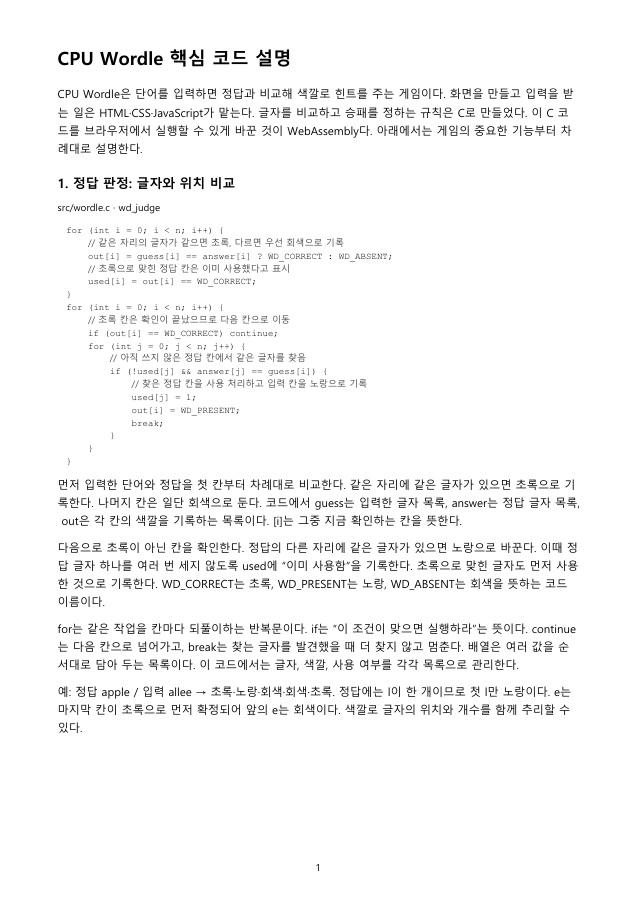 CPU Wordle 핵심 코드 설명
CPU Wordle은 단어를 입력하면 정답과 비교해 색깔로 힌트를 주는 게임이다. 화면을 만들고 입력을 받
는 일은 HTML·CSS·JavaScript가 맡는다. 글자를 비교하고 승패를 정하는 규칙은 C로 만들었다. 이 C 코
드를 브라우저에서 실행할 수 있게 바꾼 것이 WebAssembly다. 아래에서는 게임의 중요한 기능부터 차
례대로 설명한다.
1. 정답 판정: 글자와 위치 비교
src/wordle.c · wd_judge
for (int i = 0; i < n; i++) {
// 같은 자리의 글자가 같으면 초록, 다르면 우선 회색으로 기록
out[i] = guess[i] == answer[i] ? WD_CORRECT : WD_ABSENT;
// 초록으로 맞힌 정답 칸은 이미 사용했다고 표시
used[i] = out[i] == WD_CORRECT;
}
for (int i = 0; i < n; i++) {
// 초록 칸은 확인이 끝났으므로 다음 칸으로 이동
if (out[i] == WD_CORRECT) continue;
for (int j = 0; j < n; j++) {
// 아직 쓰지 않은 정답 칸에서 같은 글자를 찾음
if (!used[j] && answer[j] == guess[i]) {
// 찾은 정답 칸을 사용 처리하고 입력 칸을 노랑으로 기록
used[j] = 1;
out[i] = WD_PRESENT;
break;
}
}
}
먼저 입력한 단어와 정답을 첫 칸부터 차례대로 비교한다. 같은 자리에 같은 글자가 있으면 초록으로 기
록한다. 나머지 칸은 일단 회색으로 둔다. 코드에서 guess는 입력한 글자 목록, answer는 정답 글자 목록,
out은 각 칸의 색깔을 기록하는 목록이다. [i]는 그중 지금 확인하는 칸을 뜻한다.
다음으로 초록이 아닌 칸을 확인한다. 정답의 다른 자리에 같은 글자가 있으면 노랑으로 바꾼다. 이때 정
답 글자 하나를 여러 번 세지 않도록 used에 “이미 사용함”을 기록한다. 초록으로 맞힌 글자도 먼저 사용
한 것으로 기록한다. WD_CORRECT는 초록, WD_PRESENT는 노랑, WD_ABSENT는 회색을 뜻하는 코드
이름이다.
for는 같은 작업을 칸마다 되풀이하는 반복문이다. if는 “이 조건이 맞으면 실행하라”는 뜻이다. continue
는 다음 칸으로 넘어가고, break는 찾는 글자를 발견했을 때 더 찾지 않고 멈춘다. 배열은 여러 값을 순
서대로 담아 두는 목록이다. 이 코드에서는 글자, 색깔, 사용 여부를 각각 목록으로 관리한다.
예: 정답 apple / 입력 allee → 초록·노랑·회색·회색·초록. 정답에는 l이 한 개이므로 첫 l만 노랑이다. e는
마지막 칸이 초록으로 먼저 확정되어 앞의 e는 회색이다. 색깔로 글자의 위치와 개수를 함께 추리할 수
있다.
1